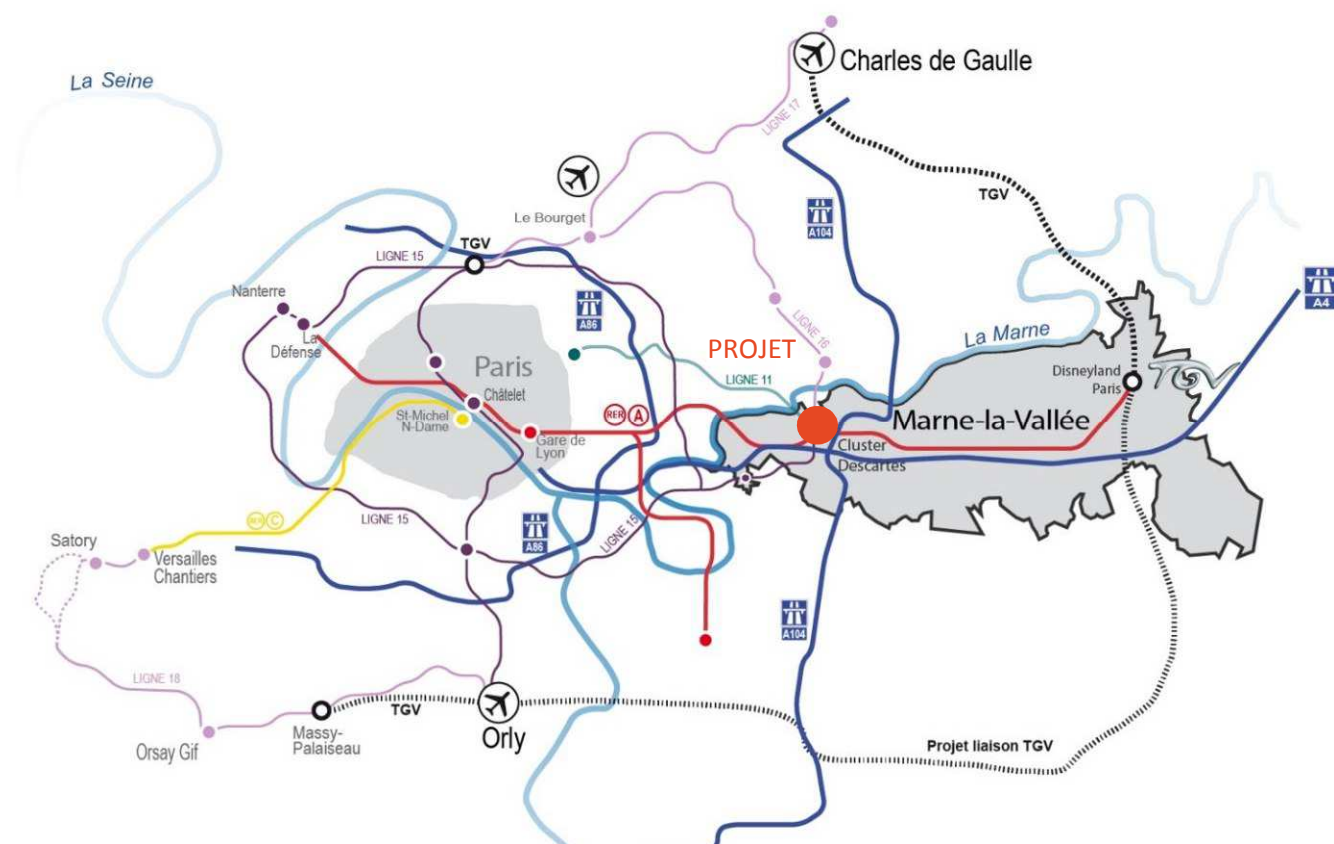 La Seine
Charles de Gaulle
LIGNE 17
TGV
A104
Le Bourget
TGV
LIGNE 15
Nanterre
La
Défense
A86
A4
La Marne
LIGNE 16
PROJET
LIGNE 11
Paris
Châtelet
St-Michel
N-Dame
Gare de
Lyon
RER A
Disneyland
Paris
TGV
Marne-la-Vallée
Cluster
Descartes
LIGNE 15
A86
LIGNE 15
RER C
Satory
Versailles
Chantiers
A104
LIGNE 18
Orsay Gif
Massy-
Palaiseau
TGV
Orly
Projet liaison TGV